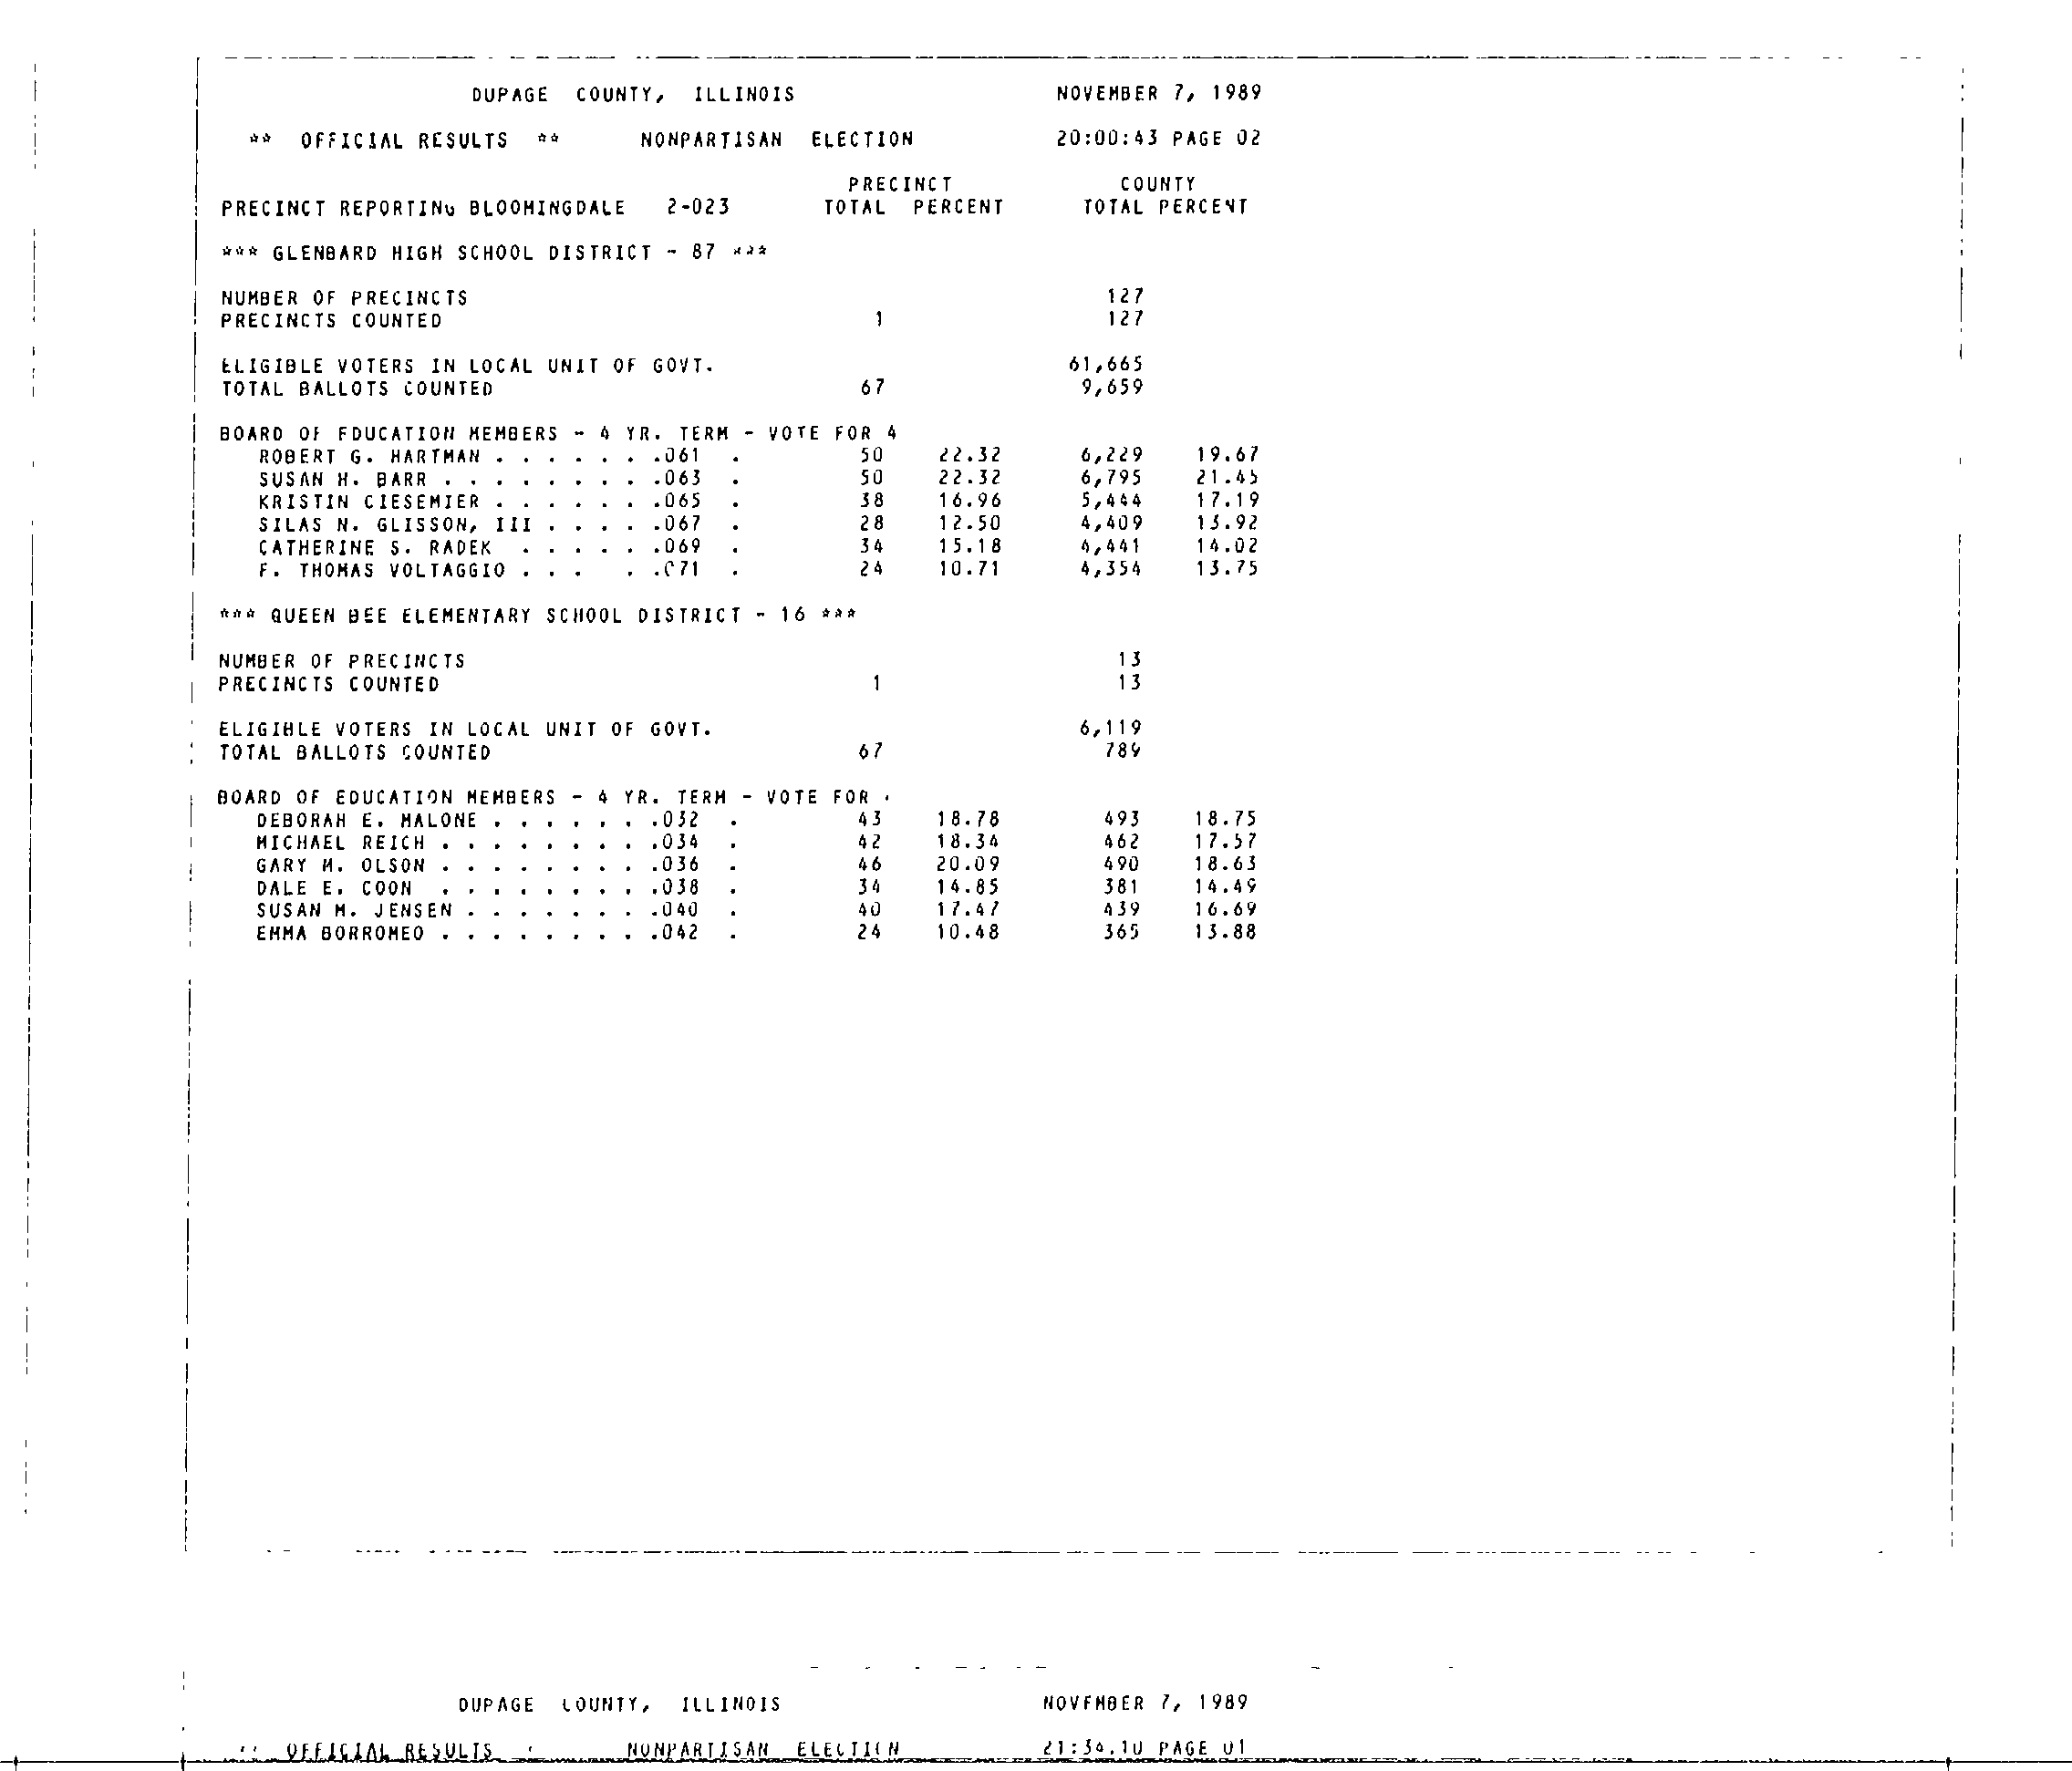 DUPAGE COUNTY, ILLINOIS NOVEMBER 7, 1989
** OFFICIAL RESULTS ** NONPARTISAN ELECTION 20:00:43 PAGE 02
PRECINCT COUNTY
PRECINCT REPORTING BLOOMINGDALE 2-023 TOTAL PERCENT TOTAL PERCENT
*** GLENBARD HIGH SCHOOL DISTRICT - 87 ***
NUMBER OF PRECINCTS 127
PRECINCTS COUNTED 1 127
ELIGIBLE VOTERS IN LOCAL UNIT OF GOVT. 61,665
TOTAL BALLOTS COUNTED 67 9,659
BOARD OF EDUCATION MEMBERS - 4 YR. TERM - VOTE FOR 4
ROBERT G. HARTMAN . . . . . . .061 . 50 22.32 6,229 19.67
SUSAN H. BARR . . . . . . . . .063 . 50 22.32 6,795 21.45
KRISTIN CIESEMIER . . . . . . .065 . 38 16.96 5,444 17.19
SILAS N. GLISSON, III . . . . .067 . 28 12.50 4,409 13.92
CATHERINE S. RADEK . . . . . .069 . 34 15.18 4,441 14.02
F. THOMAS VOLTAGGIO . . . . .071 . 24 10.71 4,354 13.75
*** QUEEN BEE ELEMENTARY SCHOOL DISTRICT - 16 ***
NUMBER OF PRECINCTS 13
PRECINCTS COUNTED 1 13
ELIGIBLE VOTERS IN LOCAL UNIT OF GOVT. 6,119
TOTAL BALLOTS COUNTED 67 789
BOARD OF EDUCATION MEMBERS - 4 YR. TERM - VOTE FOR
DEBORAH E. MALONE . . . . . . .032 . 43 18.78 493 18.75
MICHAEL REICH . . . . . . . . .034 . 42 18.34 462 17.57
GARY M. OLSON . . . . . . . . .036 . 46 20.09 490 18.63
DALE E. COON . . . . . . . . .038 . 34 14.85 381 14.49
SUSAN M. JENSEN . . . . . . . .040 . 40 17.47 439 16.69
EMMA BORROMEO . . . . . . . . .042 . 24 10.48 365 13.88
DUPAGE COUNTY, ILLINOIS NOVEMBER 7, 1989
OFFICIAL RESULTS NONPARTISAN ELECTION 21:34.10 PAGE 01